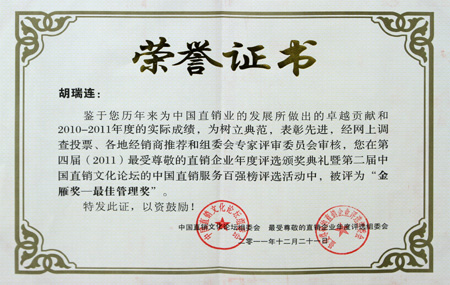 荣誉证书
胡瑞连：
鉴于您历年来为中国直销业的发展所做出的卓越贡献和
2010-2011年度的实际成绩，为树立典范，表彰先进，经网上调
查投票、各地经销商推荐和组委会专家评审委员会审核，您在第
四届（2011）最受尊敬的直销企业年度评选颁奖典礼暨第二届中
国直销文化论坛的中国直销服务百强榜评选活动中，被评为“金
雁奖—最佳管理奖”。
特发此证，以资鼓励！
中国直销文化论坛组委会 最受尊敬的直销企业年度评选组委会
二零一一年十二月二十一日